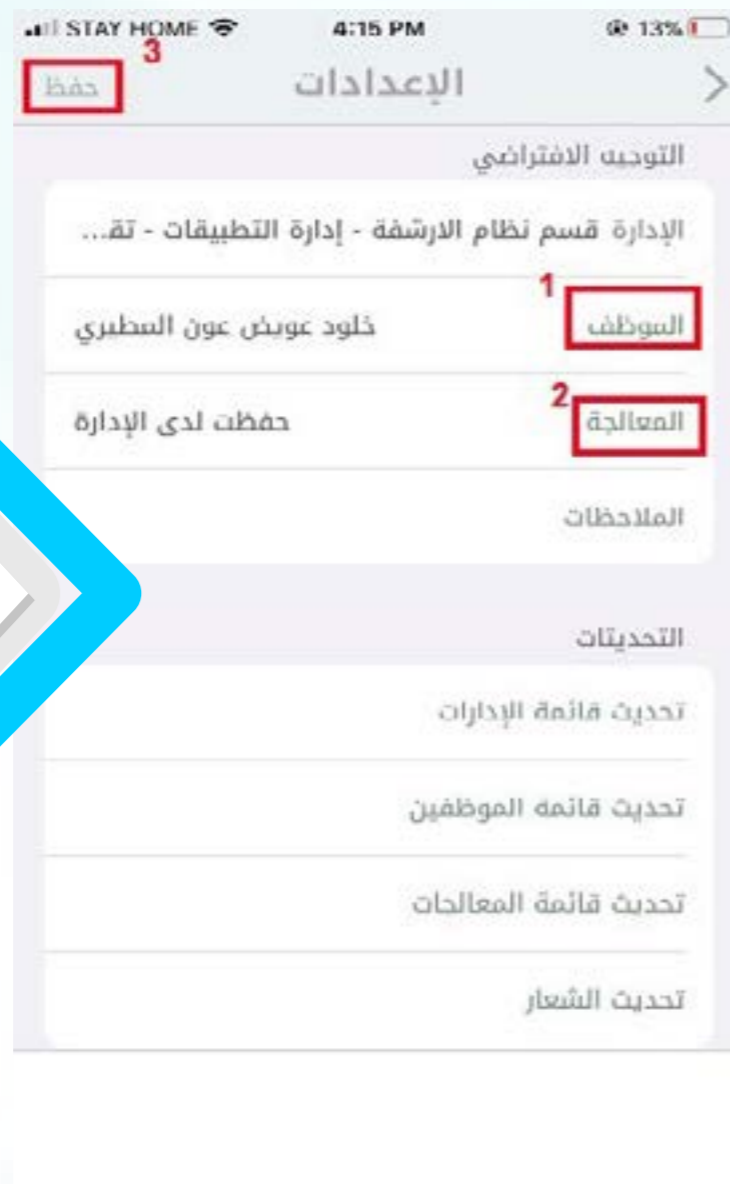 STAY HOME 4:15 PM 13%
3
حفظ الإعدادات
التوجيه الافتراضي
الإدارة قسم نظام الارشفة - إدارة التطبيقات - تق...
1
الموظف خلود عويض عون المطيري
2
المعالجة حفظت لدى الإدارة
الملاحظات
التحديثات
تحديث قائمة الإدارات
تحديث قائمة الموظفين
تحديث قائمة المعالجات
تحديث الشعار